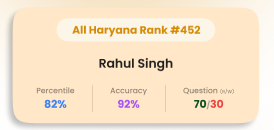 All Haryana Rank #452
Rahul Singh
Percentile Accuracy Question (c/w)
82% 92% 70/30